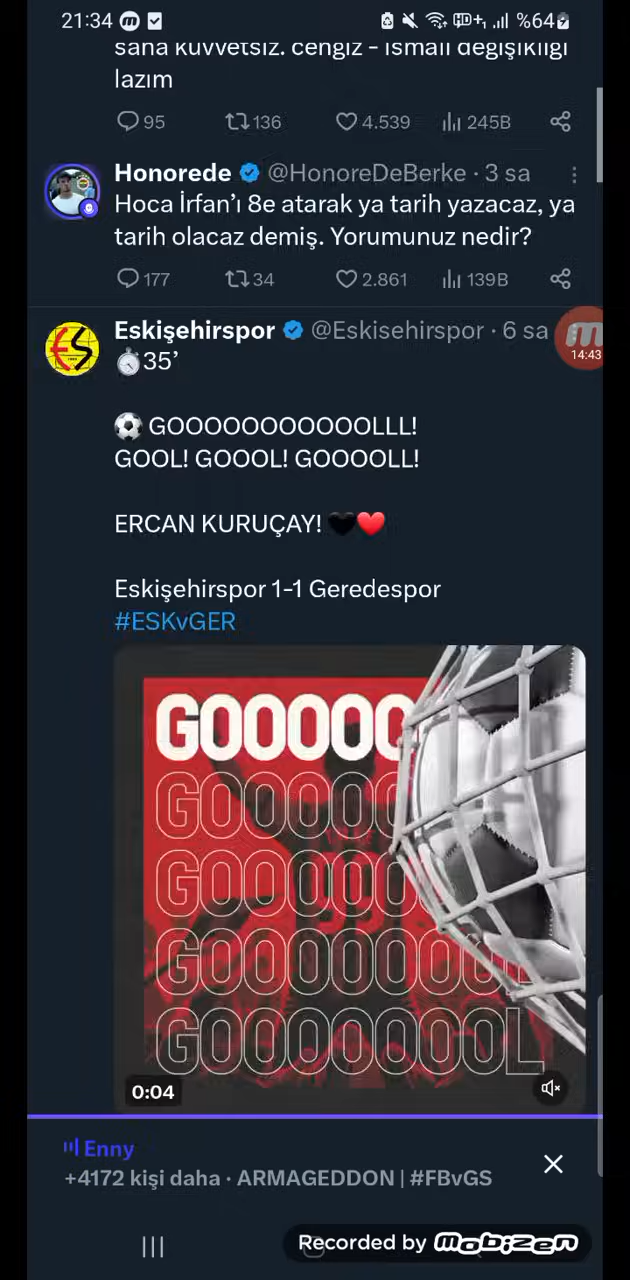 21:34 %64
sana kuvvetsiz. cengiz - ismail değişikliği
lazım
95 136 4.539 245B
Honorede @HonoreDeBerke · 3 sa
Hoca İrfan’ı 8e atarak ya tarih yazacaz, ya
tarih olacaz demiş. Yorumunuz nedir?
177 34 2.861 139B
Eskişehirspor @Eskisehirspor · 6 sa
14:43
35’
GOOOOOOOOOOOLLL!
GOOL! GOOOL! GOOOOLL!
ERCAN KURUÇAY!
Eskişehirspor 1-1 Geredespor
#ESKvGER
GOOOOO
GOOOOO
GOOOOO
GOOOOOOOL
GOOOOOOOOL
0:04
Enny
+4172 kişi daha · ARMAGEDDON | #FBvGS
Recorded by mobizen